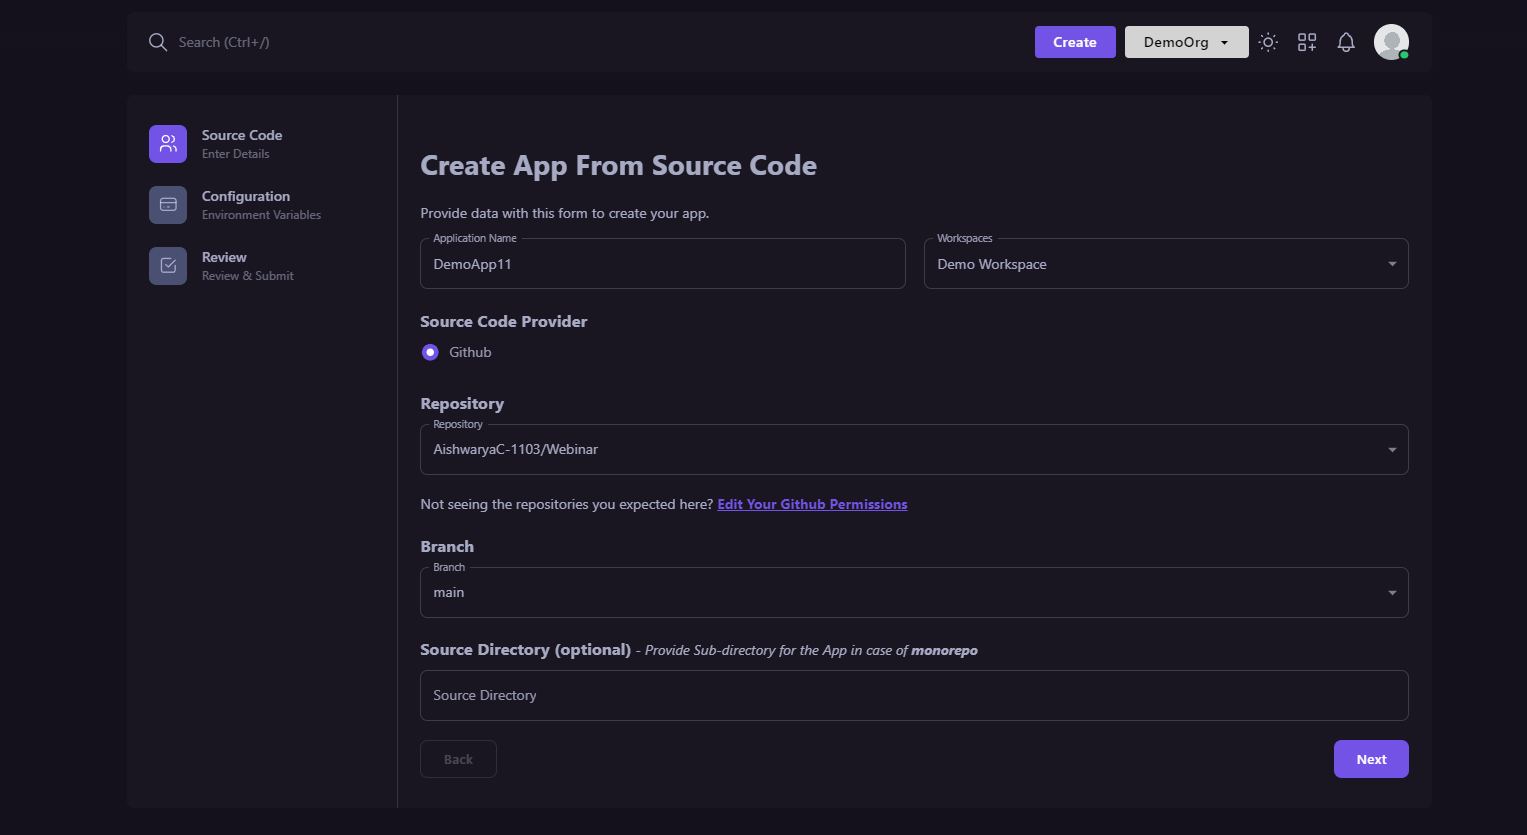 Search (Ctrl+/)
Create
DemoOrg
Source Code
Enter Details
Configuration
Environment Variables
Review
Review & Submit
Create App From Source Code
Provide data with this form to create your app.
Application Name
DemoApp11
Workspaces
Demo Workspace
Source Code Provider
Github
Repository
Repository
AishwaryaC-1103/Webinar
Not seeing the repositories you expected here? Edit Your Github Permissions
Branch
Branch
main
Source Directory (optional) - Provide Sub-directory for the App in case of monorepo
Source Directory
Back
Next